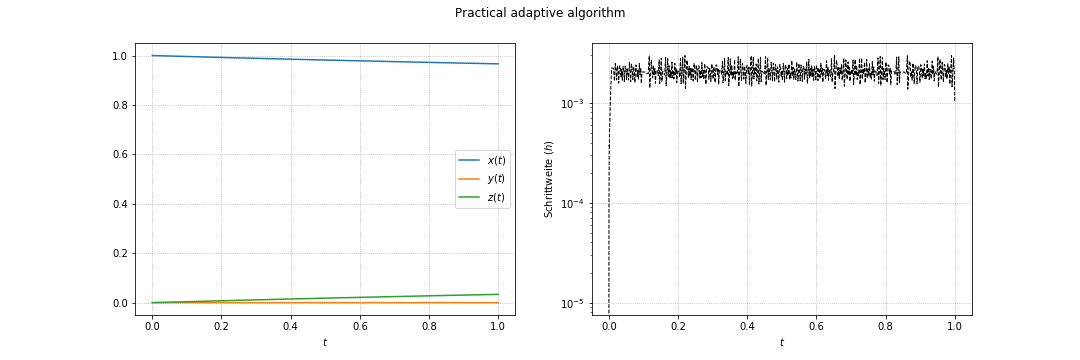 Practical adaptive algorithm
1.0
0.8
0.6
0.4
0.2
0.0
x(t)
y(t)
z(t)
0.0 0.2 0.4 0.6 0.8 1.0
t
Schrittweite (h)
10⁻³
10⁻⁴
10⁻⁵
0.0 0.2 0.4 0.6 0.8 1.0
t